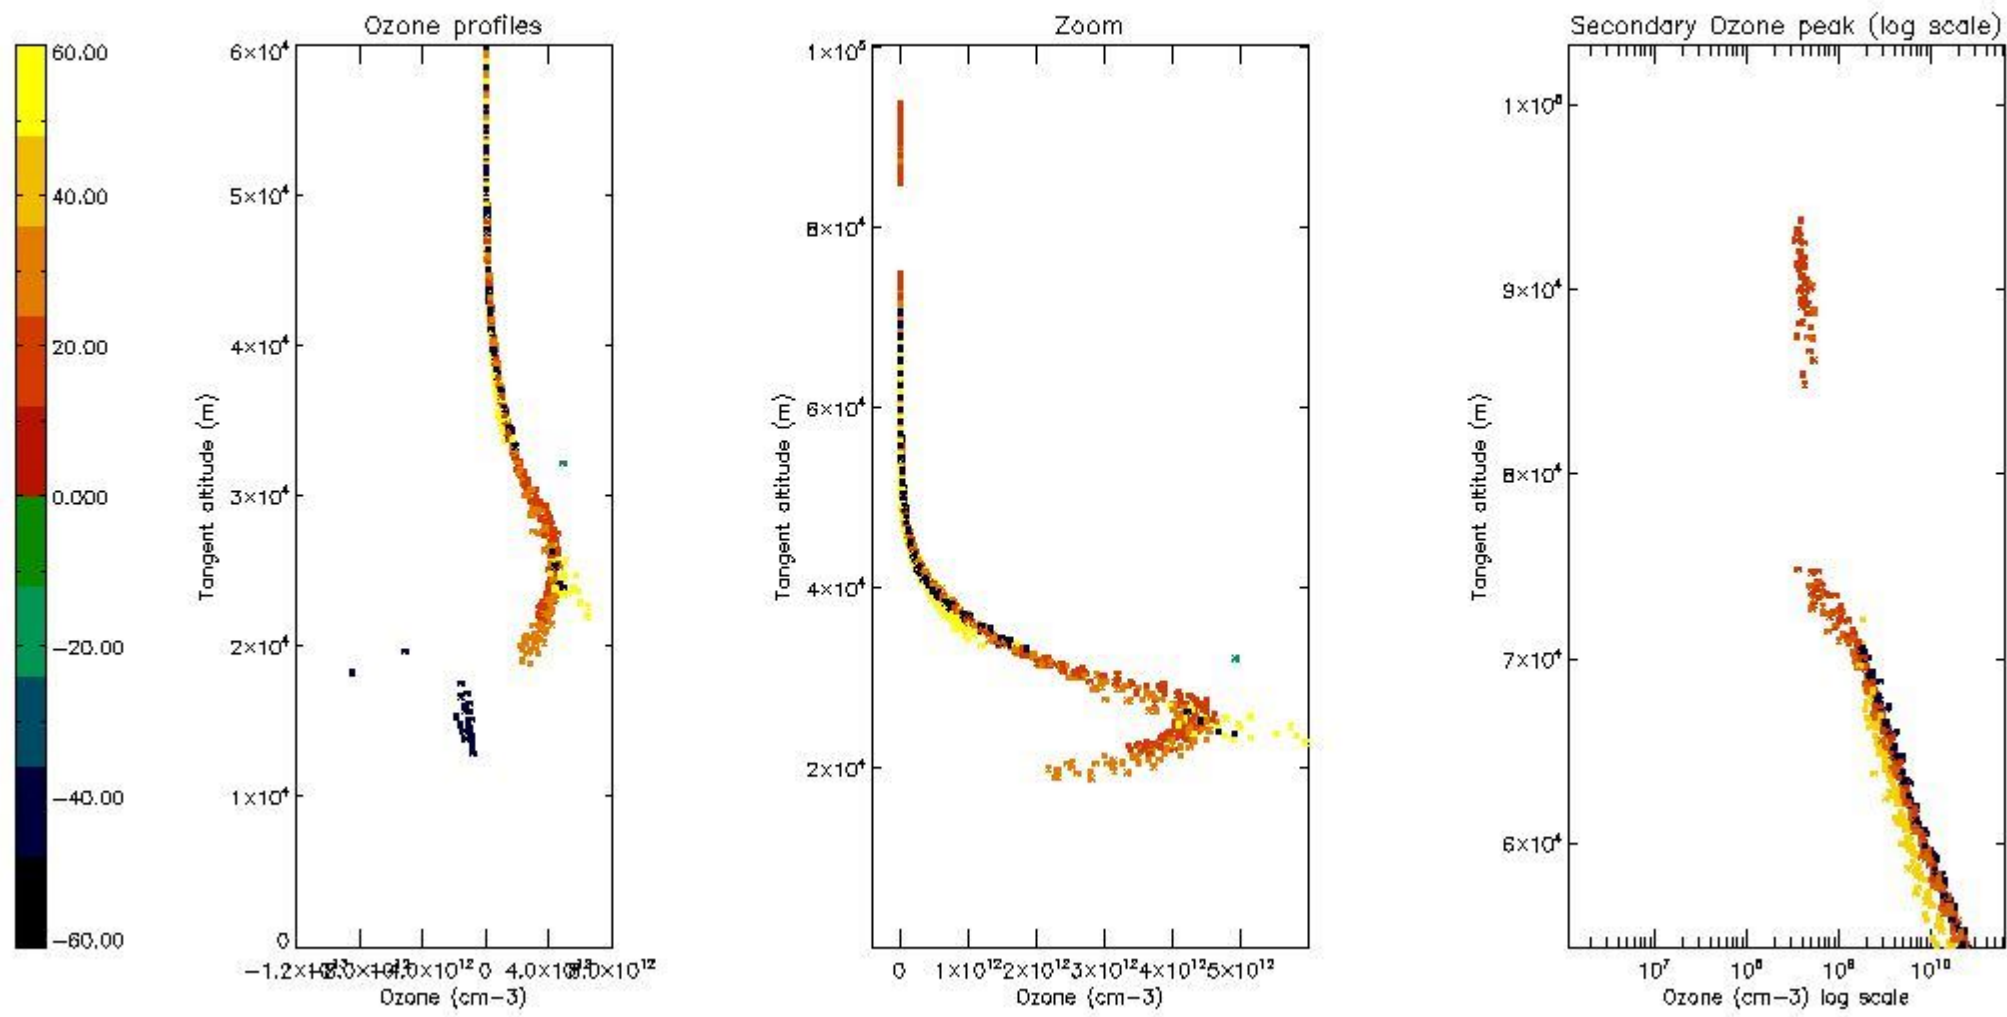 Ozone profiles
Zoom
Secondary Ozone peak (log scale)
60.00
40.00
20.00
-20.00
-40.00
-60.00
6×10⁴
5×10⁴
4×10⁴
3×10⁴
2×10⁴
1×10⁴
0
Tangent altitude (m)
0
Ozone (cm-3)
1×10⁵
8×10⁴
6×10⁴
4×10⁴
2×10⁴
Tangent altitude (m)
0 1×10¹² 2×10¹² 3×10¹² 4×10¹² 5×10¹²
Ozone (cm-3)
9×10⁴
8×10⁴
7×10⁴
6×10⁴
Tangent altitude (m)
10⁷ 10⁸ 10⁹ 10¹⁰
Ozone (cm-3) log scale